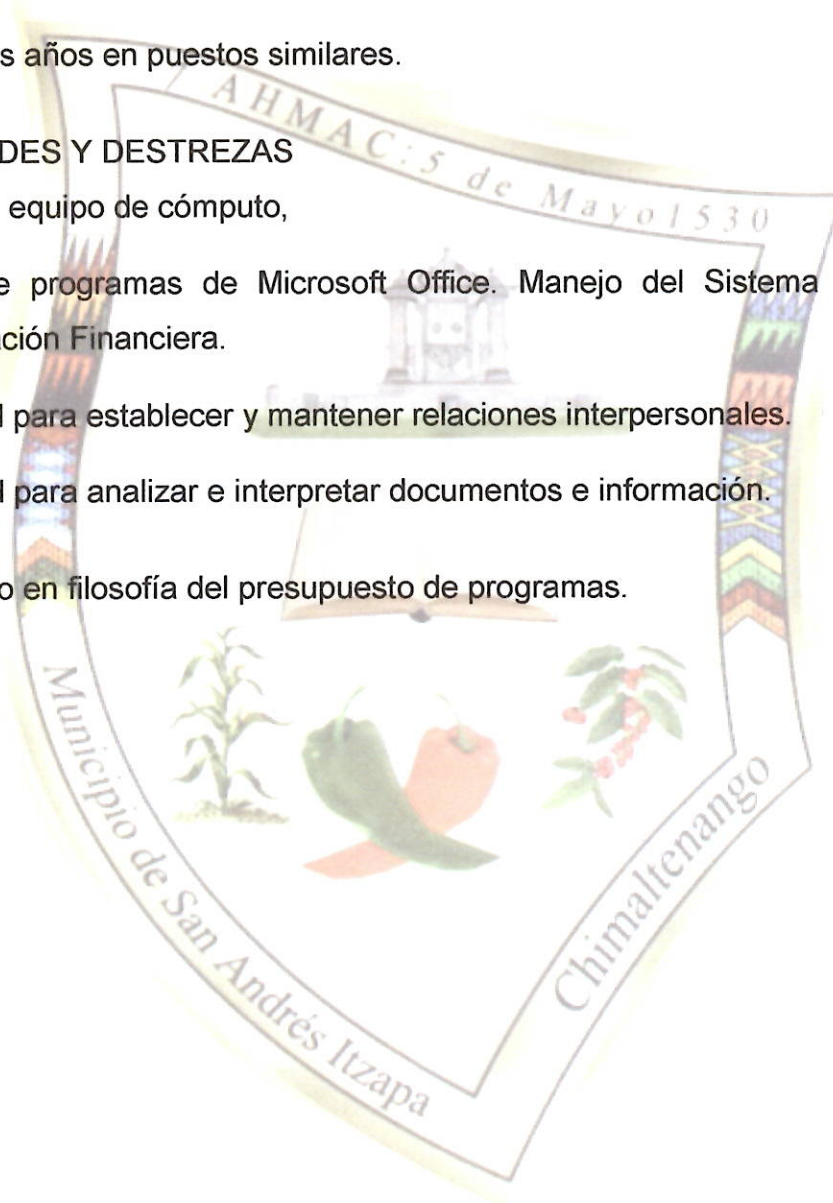 s años en puestos similares.
DES Y DESTREZAS
equipo de cómputo,
e programas de Microsoft Office. Manejo del Sistema
ción Financiera.
para establecer y mantener relaciones interpersonales.
para analizar e interpretar documentos e información.
o en filosofía del presupuesto de programas.
AHMAC: 5 de Mayo 1530
Municipio de San Andrés Itzapa
Chimaltenango